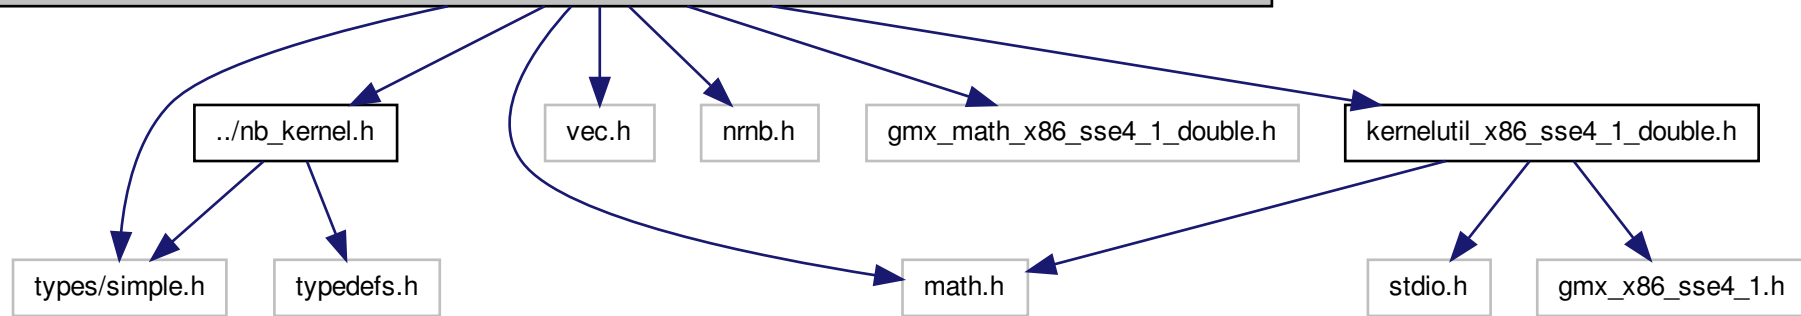 ../nb_kernel.h
vec.h
nrnb.h
gmx_math_x86_sse4_1_double.h
kernelutil_x86_sse4_1_double.h
types/simple.h
typedefs.h
math.h
stdio.h
gmx_x86_sse4_1.h